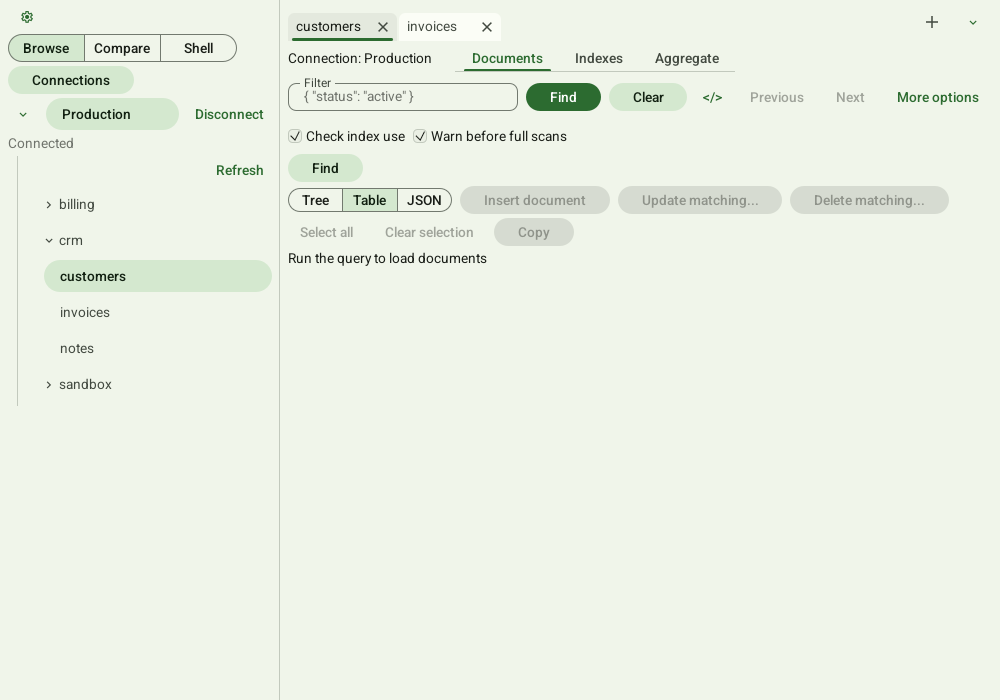 Browse Compare Shell
Connections
Production Disconnect
Connected
Refresh
billing
crm
customers
invoices
notes
sandbox
customers invoices
Connection: Production Documents Indexes Aggregate
Filter
{ "status": "active" } Find Clear </> Previous Next More options
Check index use Warn before full scans
Find
Tree Table JSON Insert document Update matching... Delete matching...
Select all Clear selection Copy
Run the query to load documents